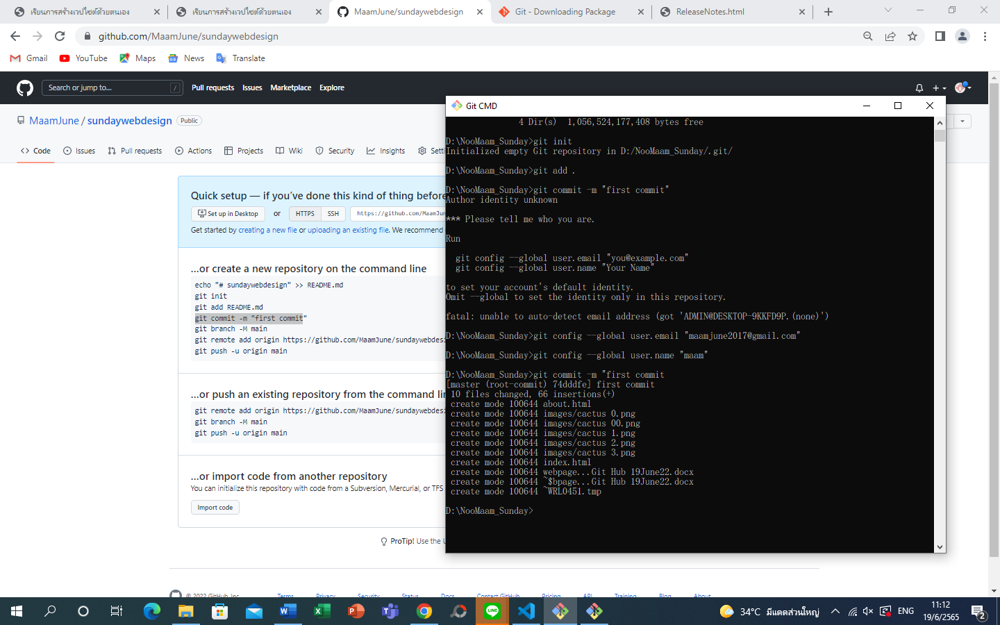 เรียนการสร้างเวปไซต์ด้วยตนเอง
เรียนการสร้างเวปไซต์ด้วยตนเอง
MaamJune/sundaywebdesign
Git - Downloading Package
ReleaseNotes.html
github.com/MaamJune/sundaywebdesign
Gmail
YouTube
Maps
News
Translate
Search or jump to...
/
Pull requests
Issues
Marketplace
Explore
MaamJune / sundaywebdesign
Public
Code
Issues
Pull requests
Actions
Projects
Wiki
Security
Insights
Setti
Quick setup — if you've done this kind of thing before
Set up in Desktop
or
HTTPS
SSH
https://github.com/MaamJun
Get started by creating a new file or uploading an existing file. We recommend
...or create a new repository on the command line
echo "# sundaywebdesign" >> README.md
git init
git add README.md
git commit -m "first commit"
git branch -M main
git remote add origin https://github.com/MaamJune/sundaywebdesi
git push -u origin main
...or push an existing repository from the command lin
git remote add origin https://github.com/MaamJune/sundaywebdesi
git branch -M main
git push -u origin main
...or import code from another repository
You can initialize this repository with code from a Subversion, Mercurial, or TFS
Import code
ProTip! Use the U
© 2022 GitHub, Inc.
Terms
Privacy
Security
Status
Docs
Contact GitHub
Pricing
API
Training
Blog
About
Git CMD
4 Dir(s)  1,056,524,177,408 bytes free
D:\NooMaam_Sunday>git init
Initialized empty Git repository in D:/NooMaam_Sunday/.git/
D:\NooMaam_Sunday>git add .
D:\NooMaam_Sunday>git commit -m "first commit"
Author identity unknown
*** Please tell me who you are.
Run
git config --global user.email "you@example.com"
git config --global user.name "Your Name"
to set your account's default identity.
Omit --global to set the identity only in this repository.
fatal: unable to auto-detect email address (got 'ADMIN@DESKTOP-9KKFD9P.(none)')
D:\NooMaam_Sunday>git config --global user.email "maamjune2017@gmail.com"
D:\NooMaam_Sunday>git config --global user.name "maam"
D:\NooMaam_Sunday>git commit -m "first commit
[master (root-commit) 74dddfe] first commit
10 files changed, 66 insertions(+)
create mode 100644 about.html
create mode 100644 images/cactus 0.png
create mode 100644 images/cactus 00.png
create mode 100644 images/cactus 1.png
create mode 100644 images/cactus 2.png
create mode 100644 images/cactus 3.png
create mode 100644 index.html
create mode 100644 webpage...Git Hub 19June22.docx
create mode 100644 ~$bpage...Git Hub 19June22.docx
create mode 100644 ~WRL0451.tmp
D:\NooMaam_Sunday>
34°C มีแดดส่วนใหญ่
ENG
11:12
19/6/2565
2